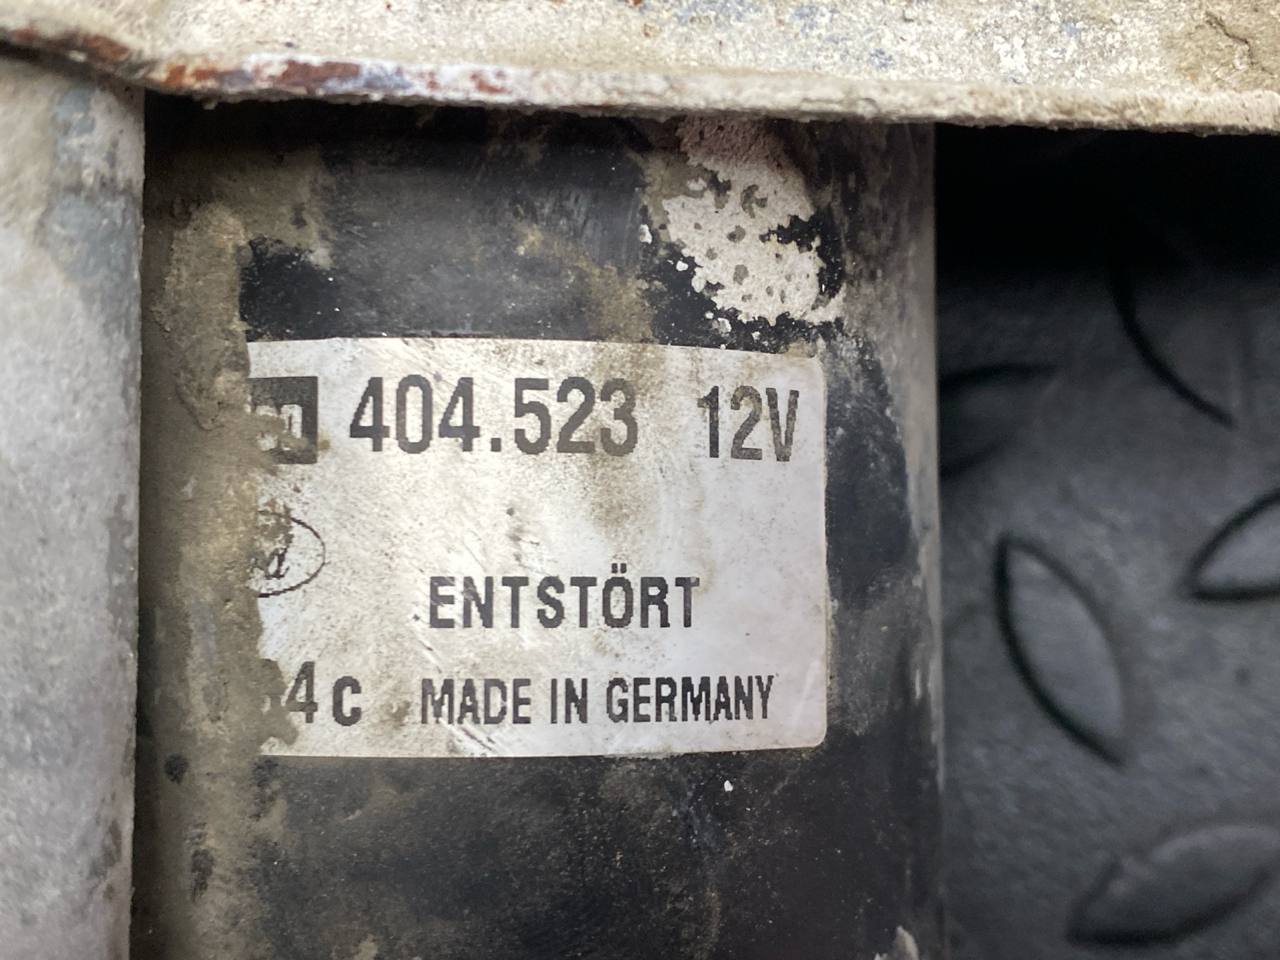 404.523 12V
ENTSTÖRT
4c MADE IN GERMANY